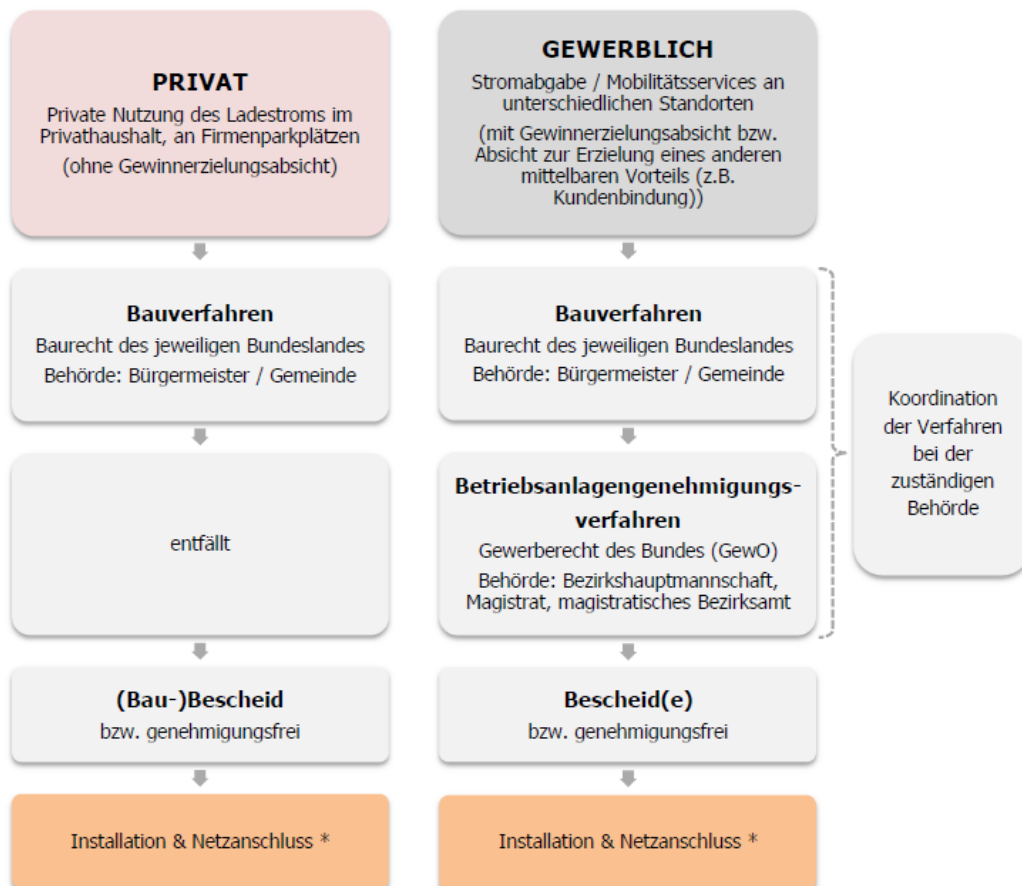 PRIVAT
Private Nutzung des Ladestroms im
Privathaushalt, an Firmenparkplätzen
(ohne Gewinnerzielungsabsicht)
Bauverfahren
Baurecht des jeweiligen Bundeslandes
Behörde: Bürgermeister / Gemeinde
entfällt
(Bau-)Bescheid
bzw. genehmigungsfrei
Installation & Netzanschluss *
GEWERBLICH
Stromabgabe / Mobilitätsservices an
unterschiedlichen Standorten
(mit Gewinnerzielungsabsicht bzw.
Absicht zur Erzielung eines anderen
mittelbaren Vorteils (z.B.
Kundenbindung))
Bauverfahren
Baurecht des jeweiligen Bundeslandes
Behörde: Bürgermeister / Gemeinde
Betriebsanlagengenehmigungs-
verfahren
Gewerberecht des Bundes (GewO)
Behörde: Bezirkshauptmannschaft,
Magistrat, magistratisches Bezirksamt
Bescheid(e)
bzw. genehmigungsfrei
Installation & Netzanschluss *
Koordination
der Verfahren
bei der
zuständigen
Behörde